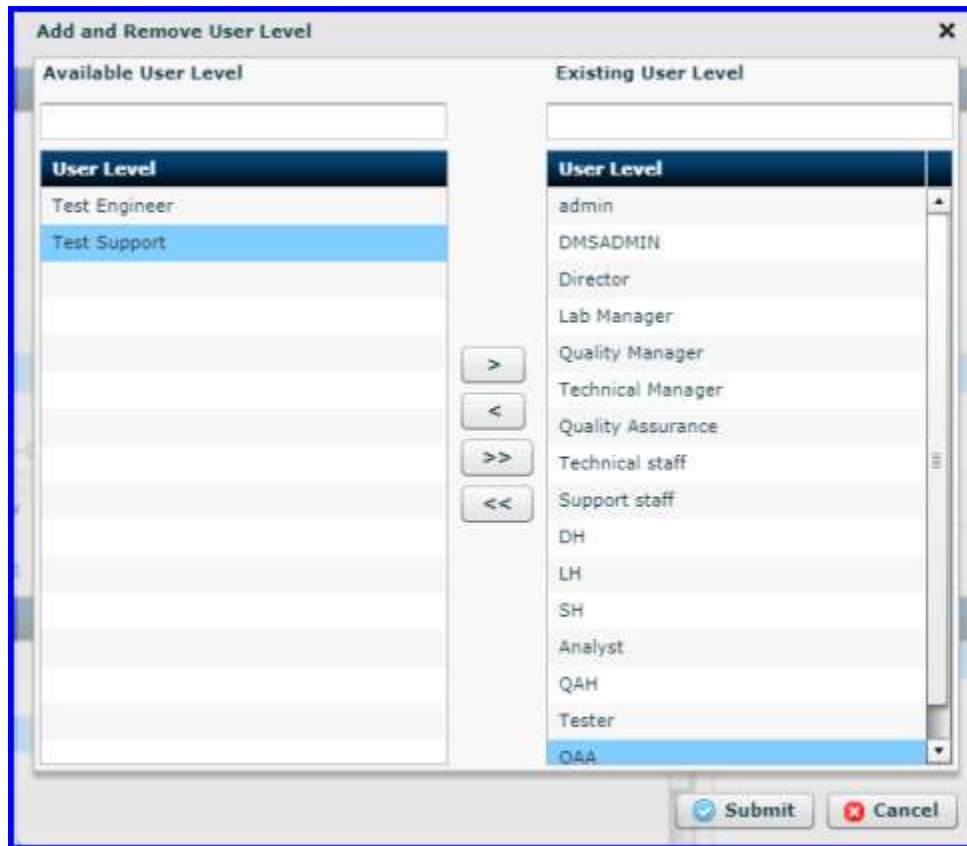 Add and Remove User Level
Available User Level
Existing User Level
User Level
Test Engineer
Test Support
>
<
>>
<<
User Level
admin
DMSADMIN
Director
Lab Manager
Quality Manager
Technical Manager
Quality Assurance
Technical staff
Support staff
DH
LH
SH
Analyst
QAH
Tester
QAA
Submit
Cancel